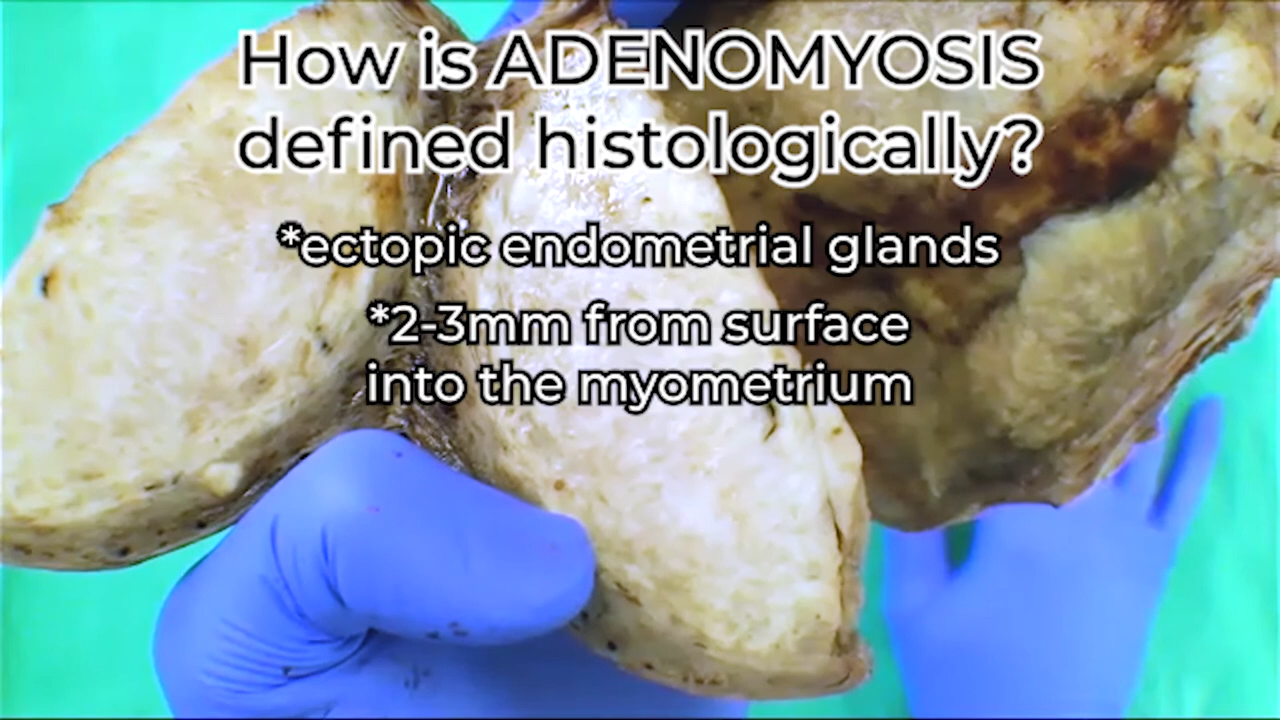 How is ADENOMYOSIS
defined histologically?
*ectopic endometrial glands
*2-3mm from surface
into the myometrium